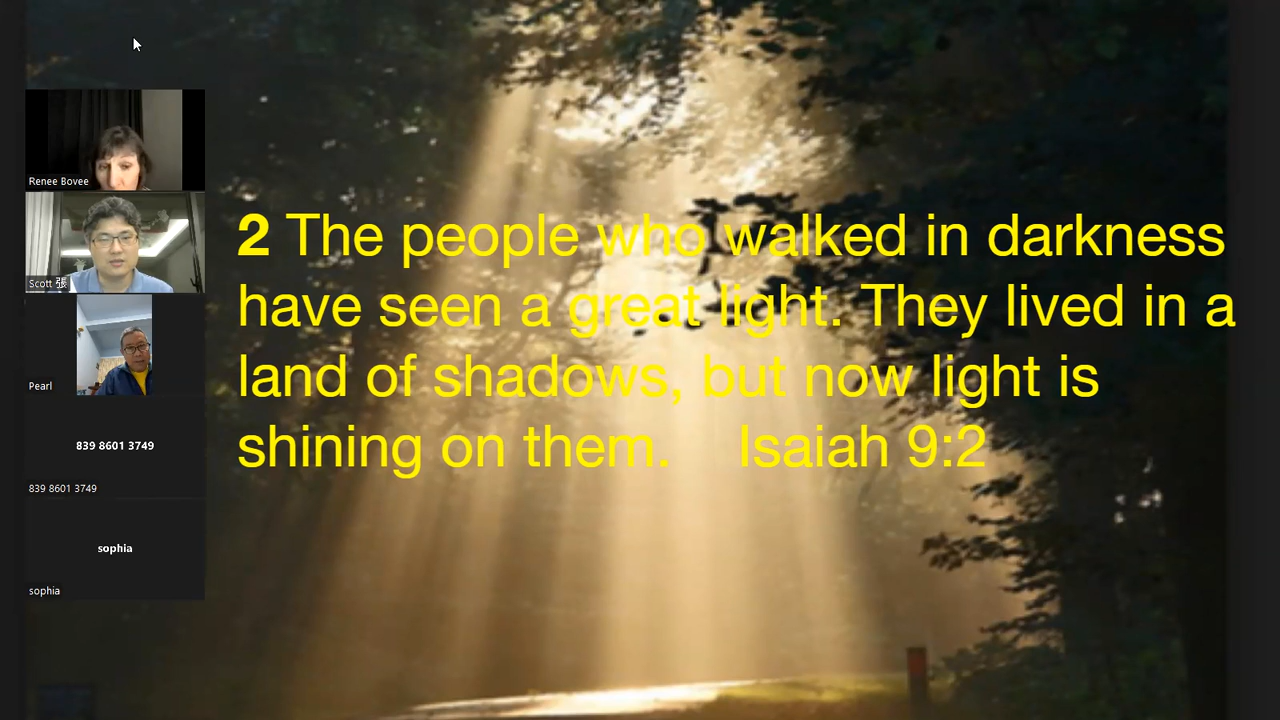 Renee Bovee
Scott 張
Pearl
839 8601 3749
839 8601 3749
sophia
sophia
2 The people who walked in darkness
have seen a great light. They lived in a
land of shadows, but now light is
shining on them. Isaiah 9:2